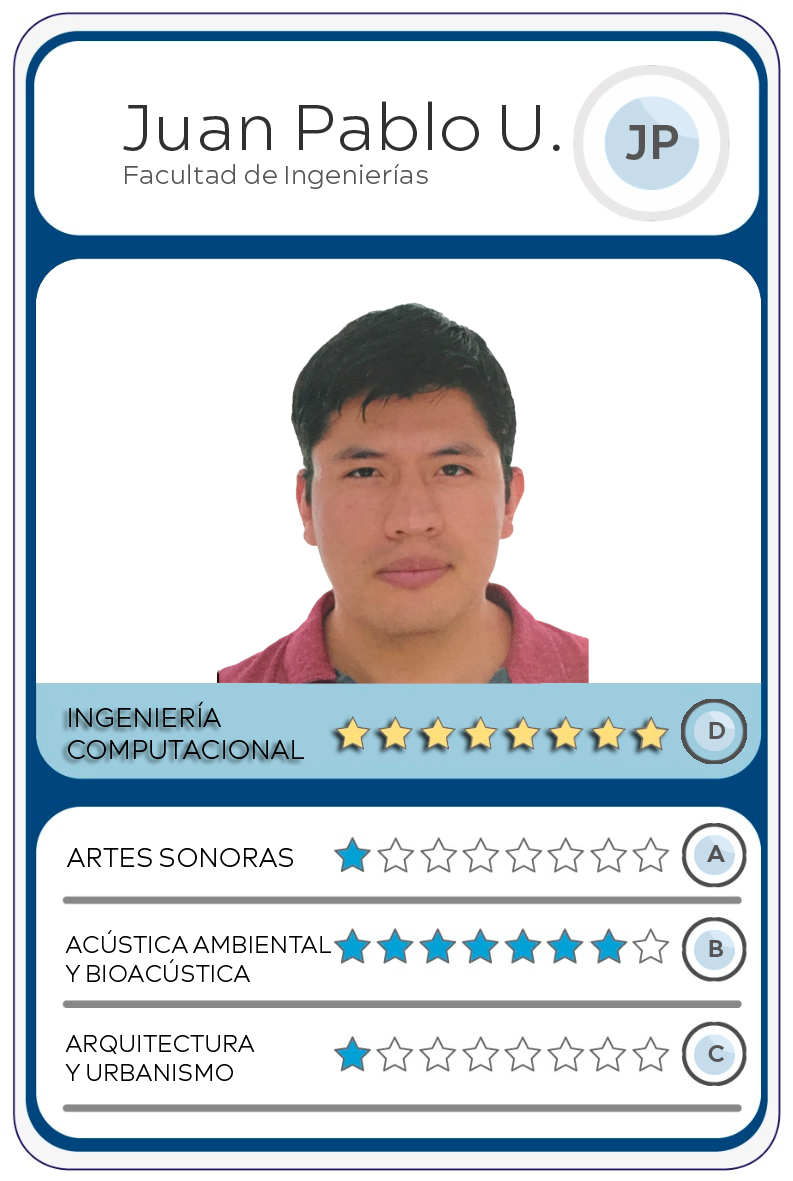 Juan Pablo U.
Facultad de Ingenierías
JP
INGENIERÍA
COMPUTACIONAL
D
ARTES SONORAS
A
ACÚSTICA AMBIENTAL
Y BIOACÚSTICA
B
ARQUITECTURA
Y URBANISMO
C